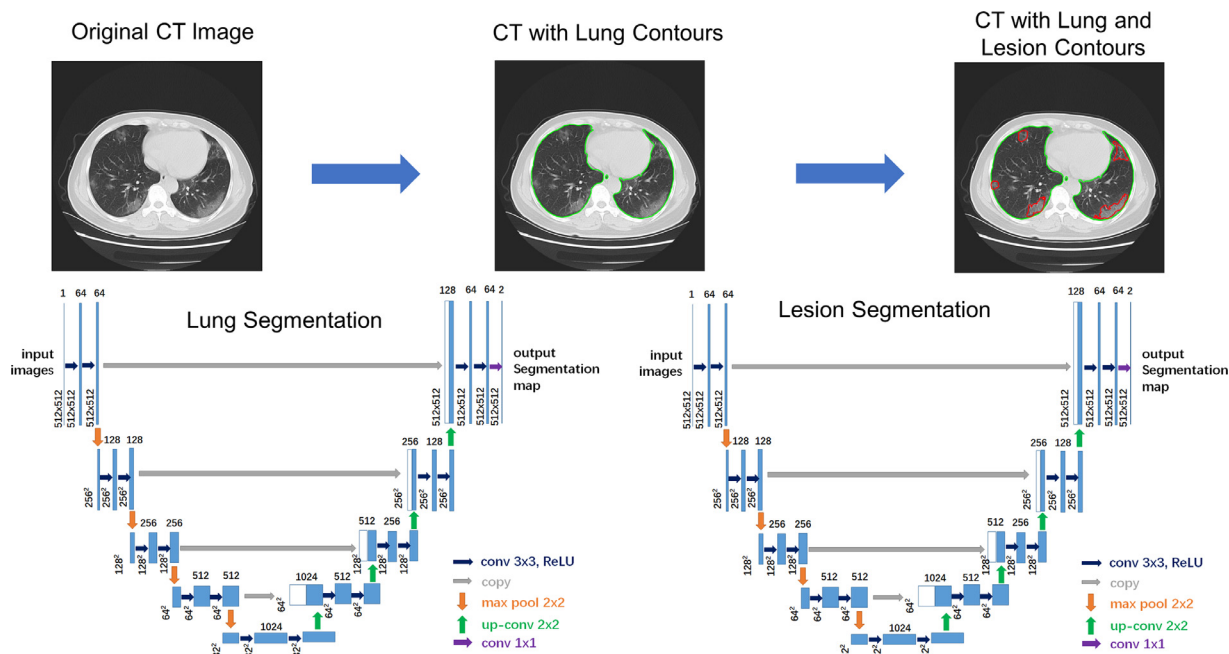 Original CT Image
CT with Lung Contours
CT with Lung and
Lesion Contours
Lung Segmentation
1 64 64
input
images
512x512
512x512
512x512
128 64 64 2
output
Segmentation
map
512x512
512x512
512x512
512x512
128 128
256²
256²
256²
256 128
256²
256²
256²
256 256
128²
128²
128²
512 256
128²
128²
128²
512 512
64²
64²
64²
1024 512
64²
64²
64²
1024
conv 3x3, ReLU
copy
max pool 2x2
up-conv 2x2
conv 1x1
Lesion Segmentation
1 64 64
input
images
512x512
512x512
512x512
128 64 64 2
output
Segmentation
map
512x512
512x512
512x512
512x512
128 128
256²
256²
256²
256 128
256²
256²
256²
256 256
128²
128²
128²
512 256
128²
128²
128²
512 512
64²
64²
64²
1024 512
64²
64²
64²
1024
conv 3x3, ReLU
copy
max pool 2x2
up-conv 2x2
conv 1x1